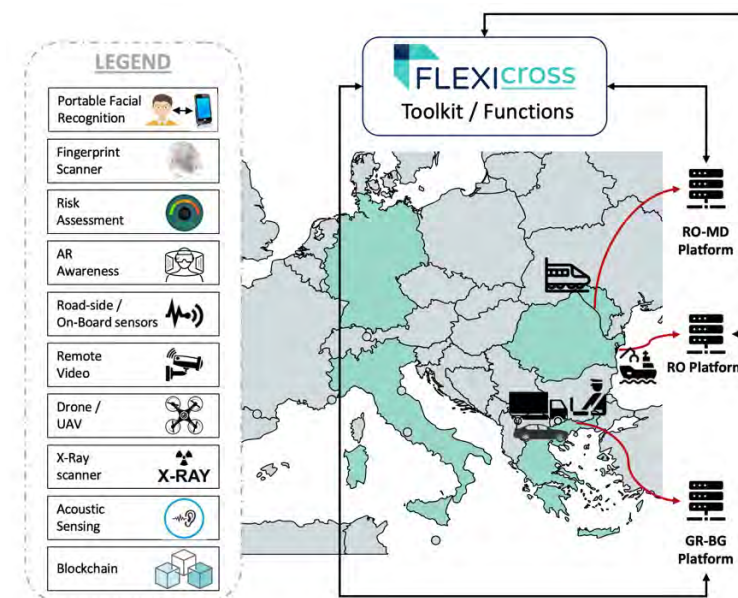 LEGEND
Portable Facial
Recognition
Fingerprint
Scanner
Risk
Assessment
AR
Awareness
Road-side /
On-Board sensors
Remote
Video
Drone /
UAV
X-Ray
scanner
X-RAY
Acoustic
Sensing
Blockchain
FLEXIcross
Toolkit / Functions
RO-MD
Platform
RO Platform
GR-BG
Platform